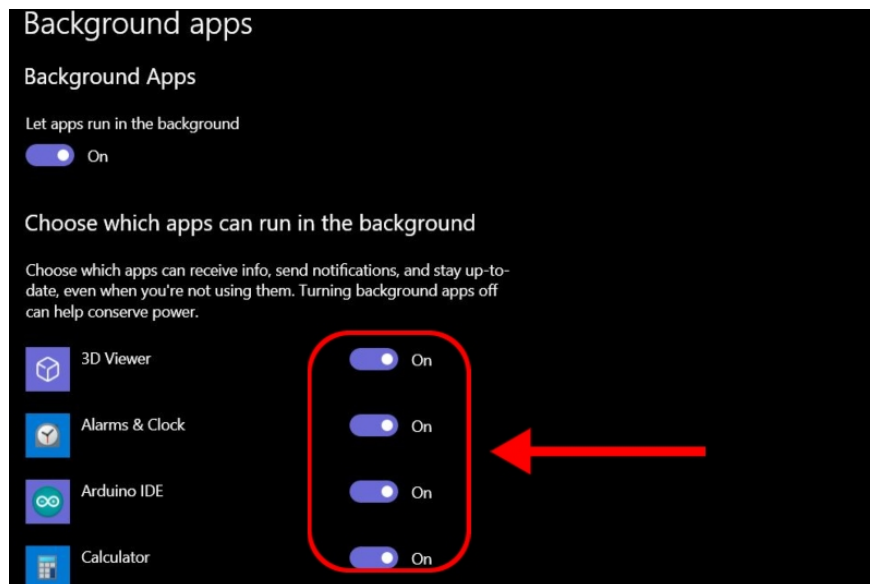 Background apps
Background Apps
Let apps run in the background
On
Choose which apps can run in the background
Choose which apps can receive info, send notifications, and stay up-to-
date, even when you're not using them. Turning background apps off
can help conserve power.
3D Viewer On
Alarms & Clock On
Arduino IDE On
Calculator On